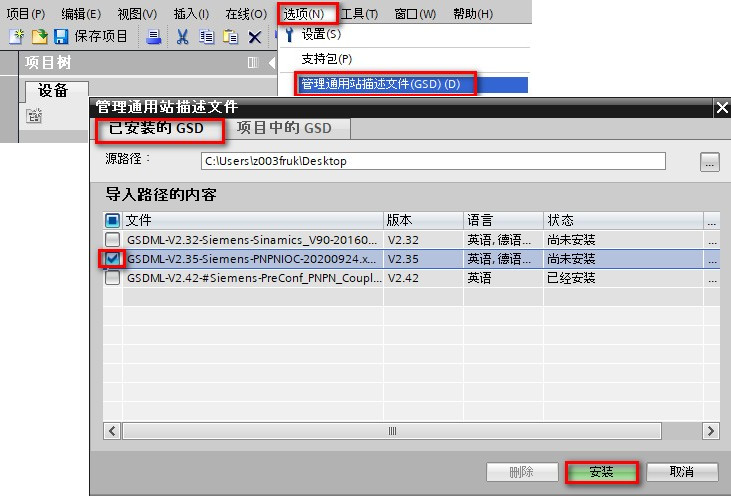 项目(P) 编辑(E) 视图(V) 插入(I) 在线(O) 选项(N) 工具(T) 窗口(W) 帮助(H)
保存项目
设置(S)
支持包(P)
管理通用站描述文件(GSD) (D)
项目树
设备
管理通用站描述文件
已安装的 GSD 项目中的 GSD
源路径： C:\Users\z003fruk\Desktop ...
导入路径的内容
文件 版本 语言 状态 ...
GSDML-V2.32-Siemens-Sinamics_V90-20160... V2.32 英语, 德语... 尚未安装 ...
GSDML-V2.35-Siemens-PNPNIOC-20200924.x... V2.35 英语, 德语... 尚未安装 ...
GSDML-V2.42-#Siemens-PreConf_PNPN_Coupl... V2.42 英语 已经安装 ...
删除 安装 取消